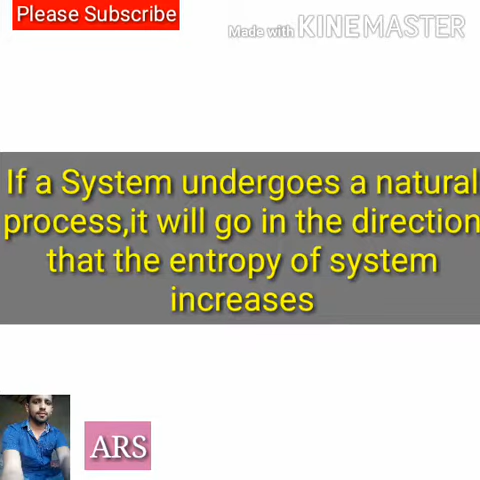 Please Subscribe
Made with KINEMASTER
If a System undergoes a natural
process,it will go in the direction
that the entropy of system
increases
ARS